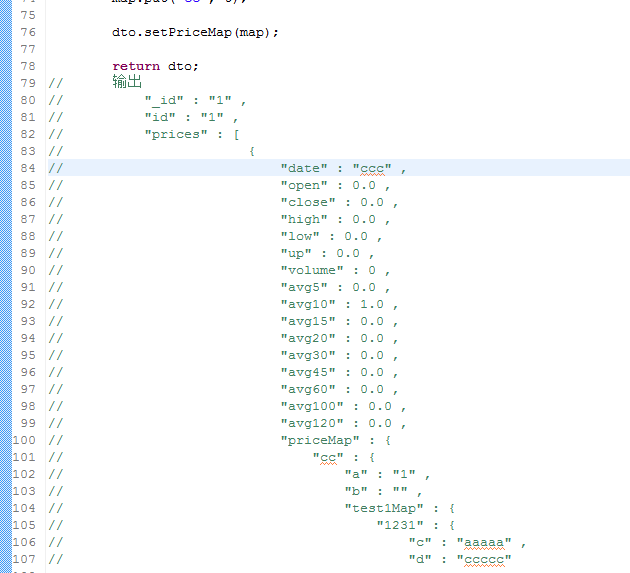 75
76 dto.setPriceMap(map);
77
78 return dto;
79 // 输出
80 // "_id" : "1" ,
81 // "id" : "1" ,
82 // "prices" : [
83 // {
84 // "date" : "ccc" ,
85 // "open" : 0.0 ,
86 // "close" : 0.0 ,
87 // "high" : 0.0 ,
88 // "low" : 0.0 ,
89 // "up" : 0.0 ,
90 // "volume" : 0 ,
91 // "avg5" : 0.0 ,
92 // "avg10" : 1.0 ,
93 // "avg15" : 0.0 ,
94 // "avg20" : 0.0 ,
95 // "avg30" : 0.0 ,
96 // "avg45" : 0.0 ,
97 // "avg60" : 0.0 ,
98 // "avg100" : 0.0 ,
99 // "avg120" : 0.0 ,
100 // "priceMap" : {
101 // "cc" : {
102 // "a" : "1" ,
103 // "b" : "" ,
104 // "test1Map" : {
105 // "1231" : {
106 // "c" : "aaaaa" ,
107 // "d" : "ccccc"